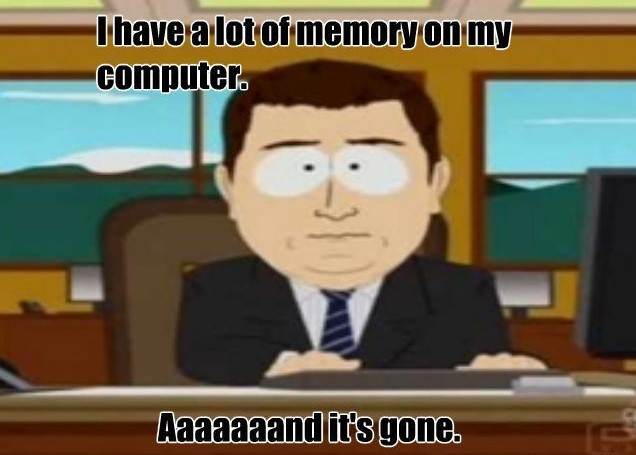 I have a lot of memory on my
computer.
Aaaaaaand it's gone.